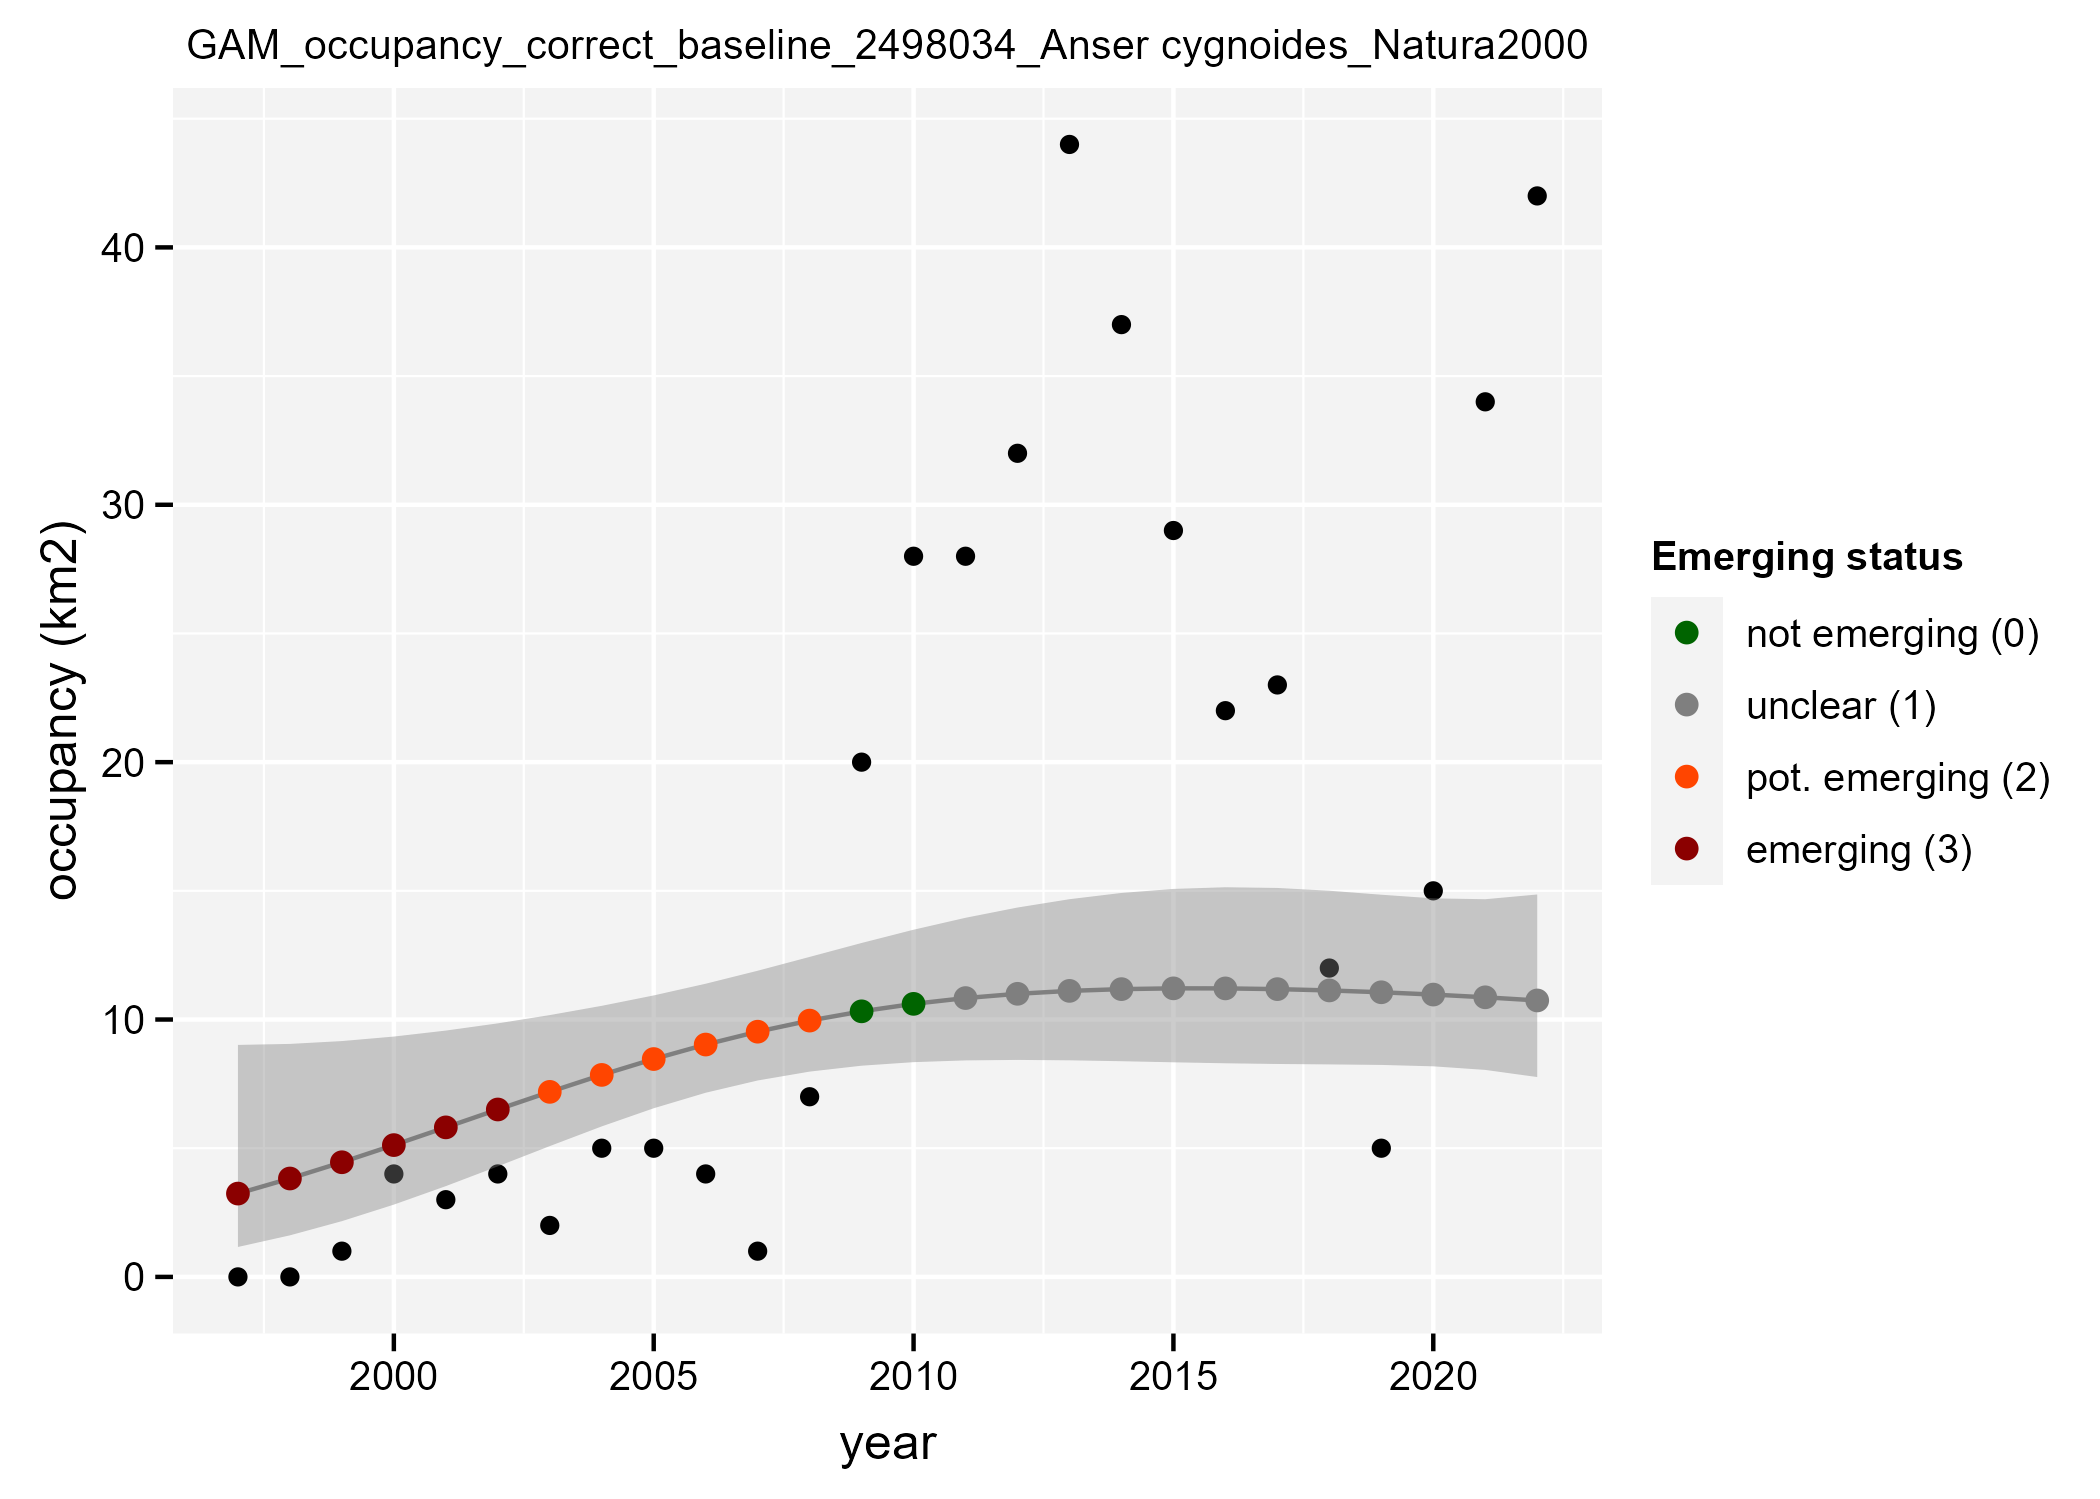 GAM_occupancy_correct_baseline_2498034_Anser cygnoides_Natura2000
40
30
20
10
0
occupancy (km2)
2000 2005 2010 2015 2020
year
Emerging status
not emerging (0)
unclear (1)
pot. emerging (2)
emerging (3)